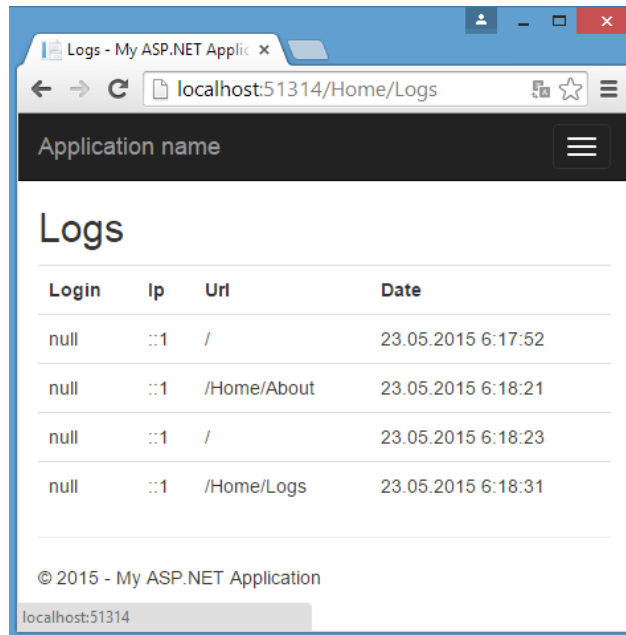 Logs - My ASP.NET Applic
localhost:51314/Home/Logs
Application name
Logs
Login Ip Url Date
null ::1 / 23.05.2015 6:17:52
null ::1 /Home/About 23.05.2015 6:18:21
null ::1 / 23.05.2015 6:18:23
null ::1 /Home/Logs 23.05.2015 6:18:31
© 2015 - My ASP.NET Application
localhost:51314